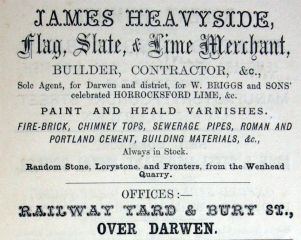 JAMES HEAVYSIDE,
Flag, Slate, & Lime Merchant,
BUILDER, CONTRACTOR, &c.,
Sole Agent, for Darwen and district, for W. BRIGGS and SONS'
celebrated HORROCKSFORD LIME, &c.
PAINT AND HEALD VARNISHES.
FIRE-BRICK, CHIMNEY TOPS, SEWERAGE PIPES, ROMAN AND
PORTLAND CEMENT, BUILDING MATERIALS, &c.,
Always in Stock.
Random Stone, Lorystone, and Fronters, from the Wenhead
Quarry.
OFFICES:—
RAILWAY YARD & BURY ST.,
OVER DARWEN.